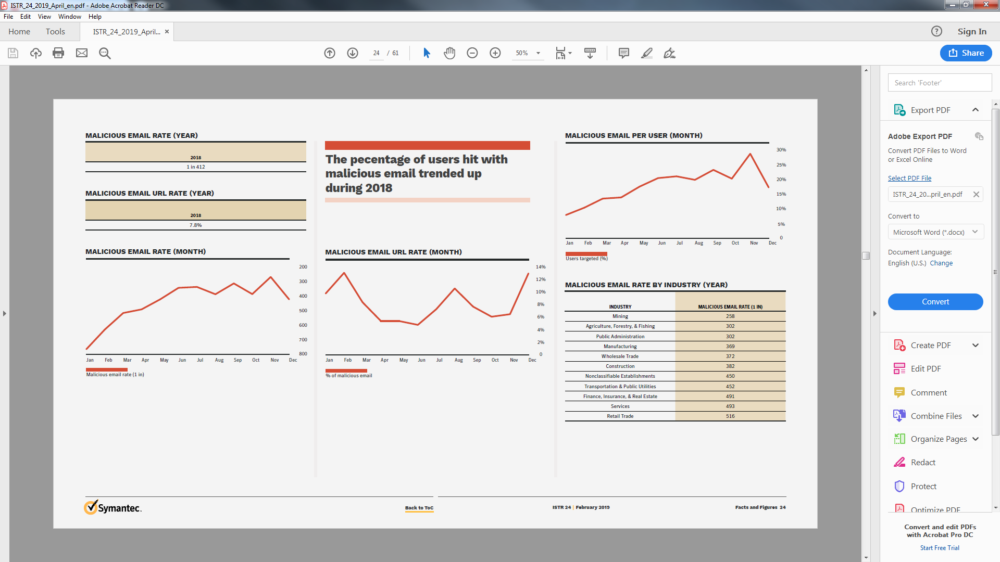 ISTR_24_2019_April_en.pdf - Adobe Acrobat Reader DC
File Edit View Window Help
Home Tools ISTR_24_2019_April... × Sign In
24 / 61 50% Share
MALICIOUS EMAIL RATE (YEAR)
2018
1 in 412
MALICIOUS EMAIL URL RATE (YEAR)
2018
7.8%
MALICIOUS EMAIL RATE (MONTH)
200
300
400
500
600
700
800
Jan Feb Mar Apr May Jun Jul Aug Sep Oct Nov Dec
Malicious email rate (1 in)
The pecentage of users hit with
malicious email trended up
during 2018
MALICIOUS EMAIL URL RATE (MONTH)
14%
12%
10%
8%
6%
4%
2%
0
Jan Feb Mar Apr May Jun Jul Aug Sep Oct Nov Dec
% of malicious email
MALICIOUS EMAIL PER USER (MONTH)
30%
25%
20%
15%
10%
5%
0
Jan Feb Mar Apr May Jun Jul Aug Sep Oct Nov Dec
Users targeted (%)
MALICIOUS EMAIL RATE BY INDUSTRY (YEAR)
INDUSTRY MALICIOUS EMAIL RATE (1 IN)
Mining 258
Agriculture, Forestry, & Fishing 302
Public Administration 302
Manufacturing 369
Wholesale Trade 372
Construction 382
Nonclassifiable Establishments 450
Transportation & Public Utilities 452
Finance, Insurance, & Real Estate 491
Services 493
Retail Trade 516
Symantec.
Back to ToC
ISTR 24 | February 2019
Facts and Figures 24
Search 'Footer'
Export PDF
Adobe Export PDF
Convert PDF Files to Word
or Excel Online
Select PDF File
ISTR_24_20...pril_en.pdf
Convert to
Microsoft Word (*.docx)
Document Language:
English (U.S.) Change
Convert
Create PDF
Edit PDF
Comment
Combine Files
Organize Pages
Redact
Protect
Optimize PDF
Convert and edit PDFs
with Acrobat Pro DC
Start Free Trial